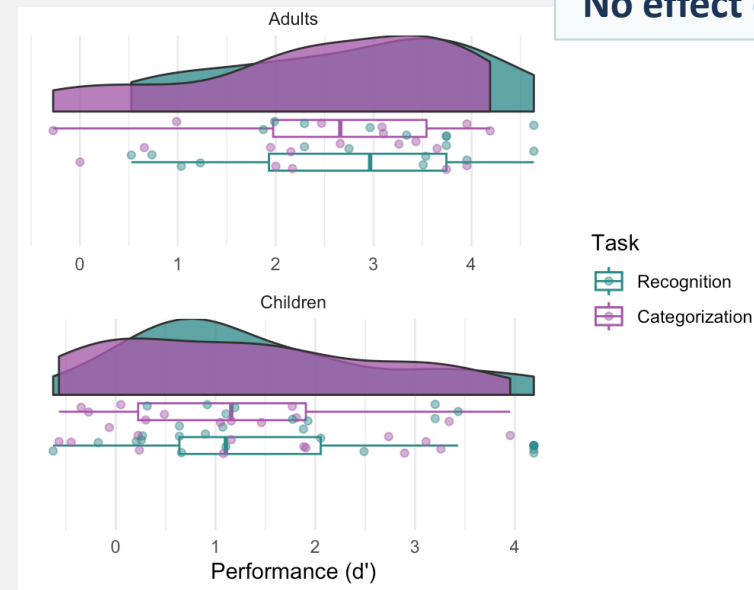 No effect
Adults
0 1 2 3 4
Task
Recognition
Categorization
Children
0 1 2 3 4
Performance (d')